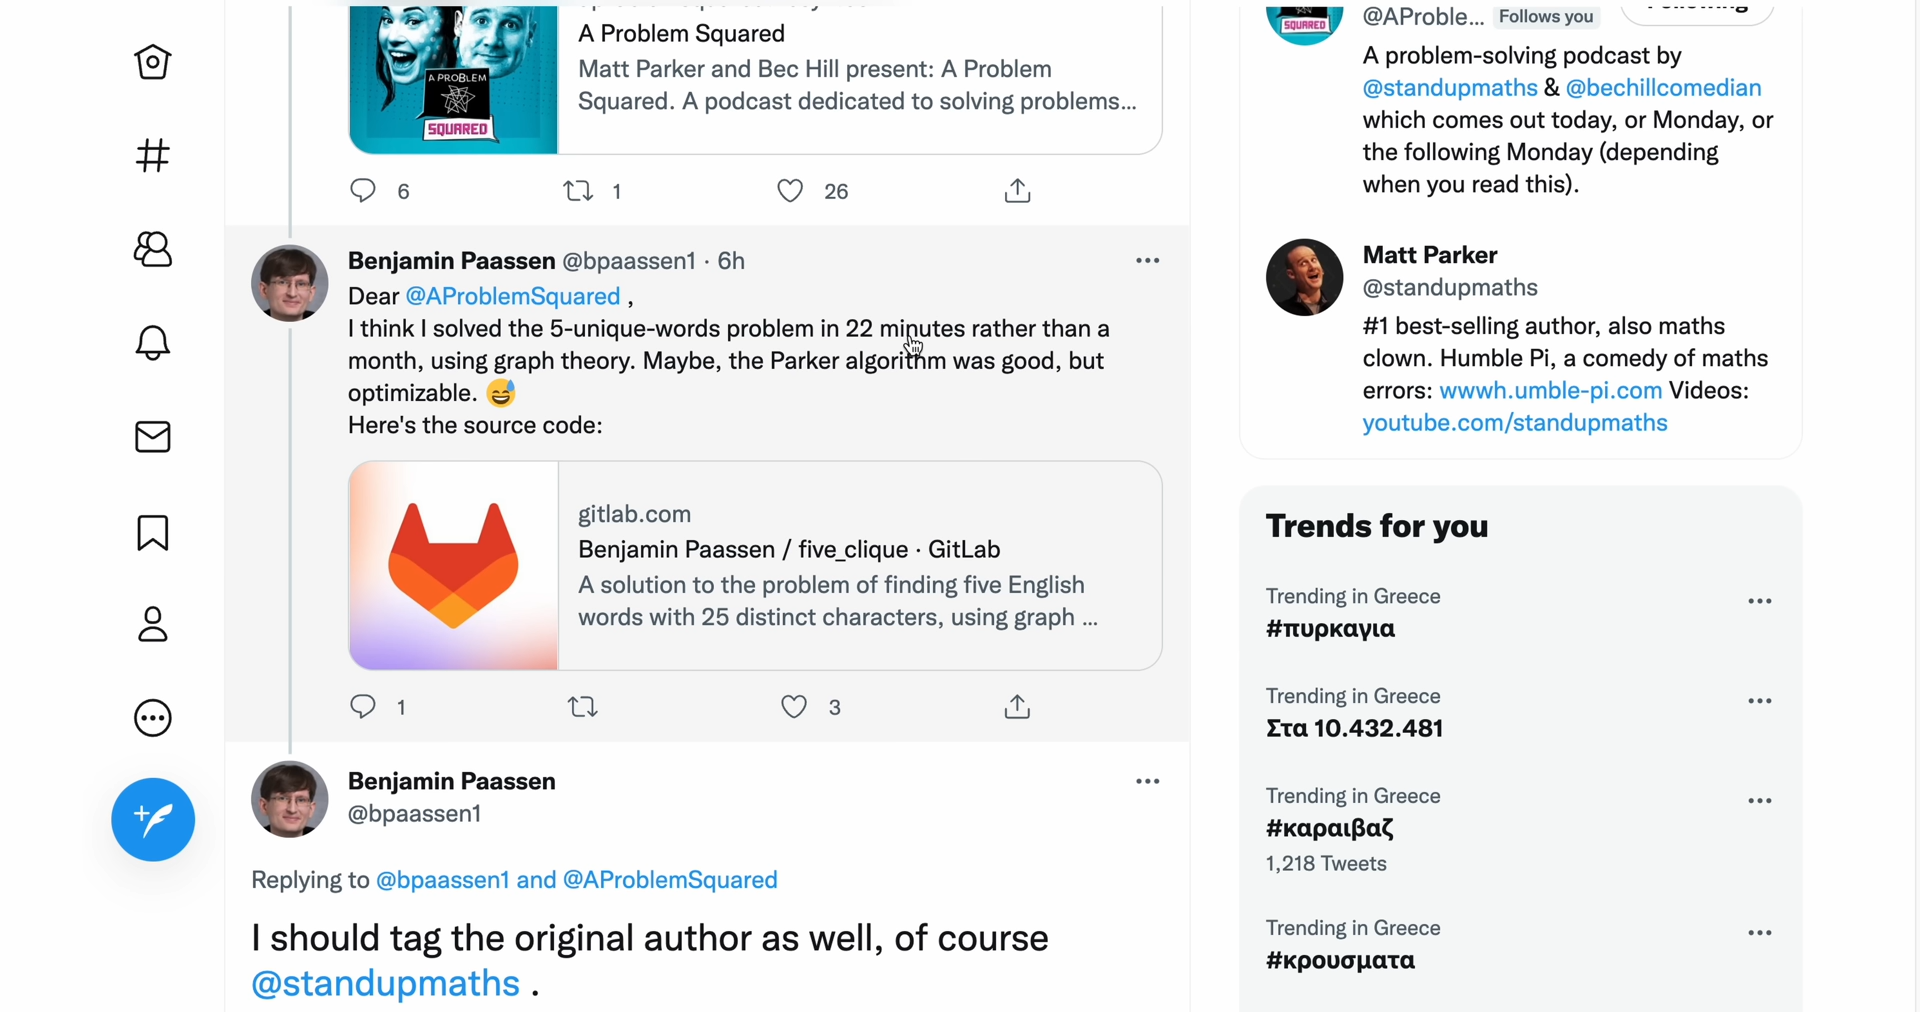 A Problem Squared
Matt Parker and Bec Hill present: A Problem
Squared. A podcast dedicated to solving problems...
A PROBLEM
SQUARED
6 1 26
Benjamin Paassen @bpaassen1 · 6h
Dear @AProblemSquared ,
I think I solved the 5-unique-words problem in 22 minutes rather than a
month, using graph theory. Maybe, the Parker algorithm was good, but
optimizable. 😅
Here's the source code:
gitlab.com
Benjamin Paassen / five_clique · GitLab
A solution to the problem of finding five English
words with 25 distinct characters, using graph ...
1 3
Benjamin Paassen
@bpaassen1
Replying to @bpaassen1 and @AProblemSquared
I should tag the original author as well, of course
@standupmaths .
SQUARED
@AProble... Follows you Following
A problem-solving podcast by
@standupmaths & @bechillcomedian
which comes out today, or Monday, or
the following Monday (depending
when you read this).
Matt Parker
@standupmaths
#1 best-selling author, also maths
clown. Humble Pi, a comedy of maths
errors: wwwh.umble-pi.com Videos:
youtube.com/standupmaths
Trends for you
Trending in Greece
#πυρκαγια
Trending in Greece
Στα 10.432.481
Trending in Greece
#καραιβαζ
1,218 Tweets
Trending in Greece
#κρουσματα